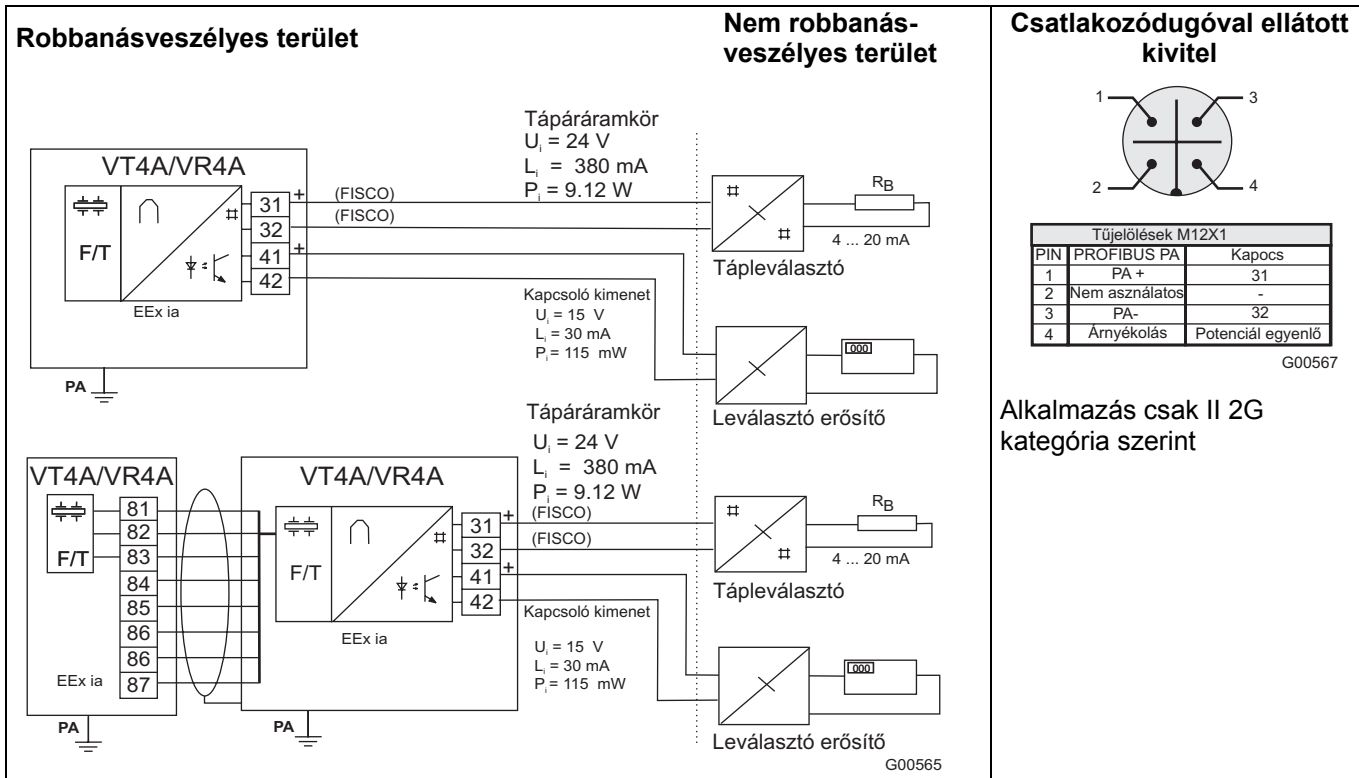 Robbanásveszélyes terület
Nem robbanás-
veszélyes terület
Csatlakozódugóval ellátott
kivitel
VT4A/VR4A
F/T
EEx ia
31
32
41
42
+
+
(FISCO)
(FISCO)
PA
Tápáráramkör
Ui = 24 V
Li = 380 mA
Pi = 9.12 W
Kapcsoló kimenet
Ui = 15 V
Li = 30 mA
Pi = 115 mW
RB
4 ... 20 mA
Tápleválasztó
000
Leválasztó erősítő
VT4A/VR4A
F/T
81
82
83
84
85
86
86
87
EEx ia
PA
VT4A/VR4A
F/T
EEx ia
31
32
41
42
+
+
(FISCO)
(FISCO)
PA
Tápáráramkör
Ui = 24 V
Li = 380 mA
Pi = 9.12 W
Kapcsoló kimenet
Ui = 15 V
Li = 30 mA
Pi = 115 mW
RB
4 ... 20 mA
Tápleválasztó
000
Leválasztó erősítő
G00565
1 3
2 4
Tűjelölések M12X1
PIN PROFIBUS PA Kapocs
1 PA + 31
2 Nem asználatos -
3 PA- 32
4 Árnyékolás Potenciál egyenlő
G00567
Alkalmazás csak II 2G
kategória szerint